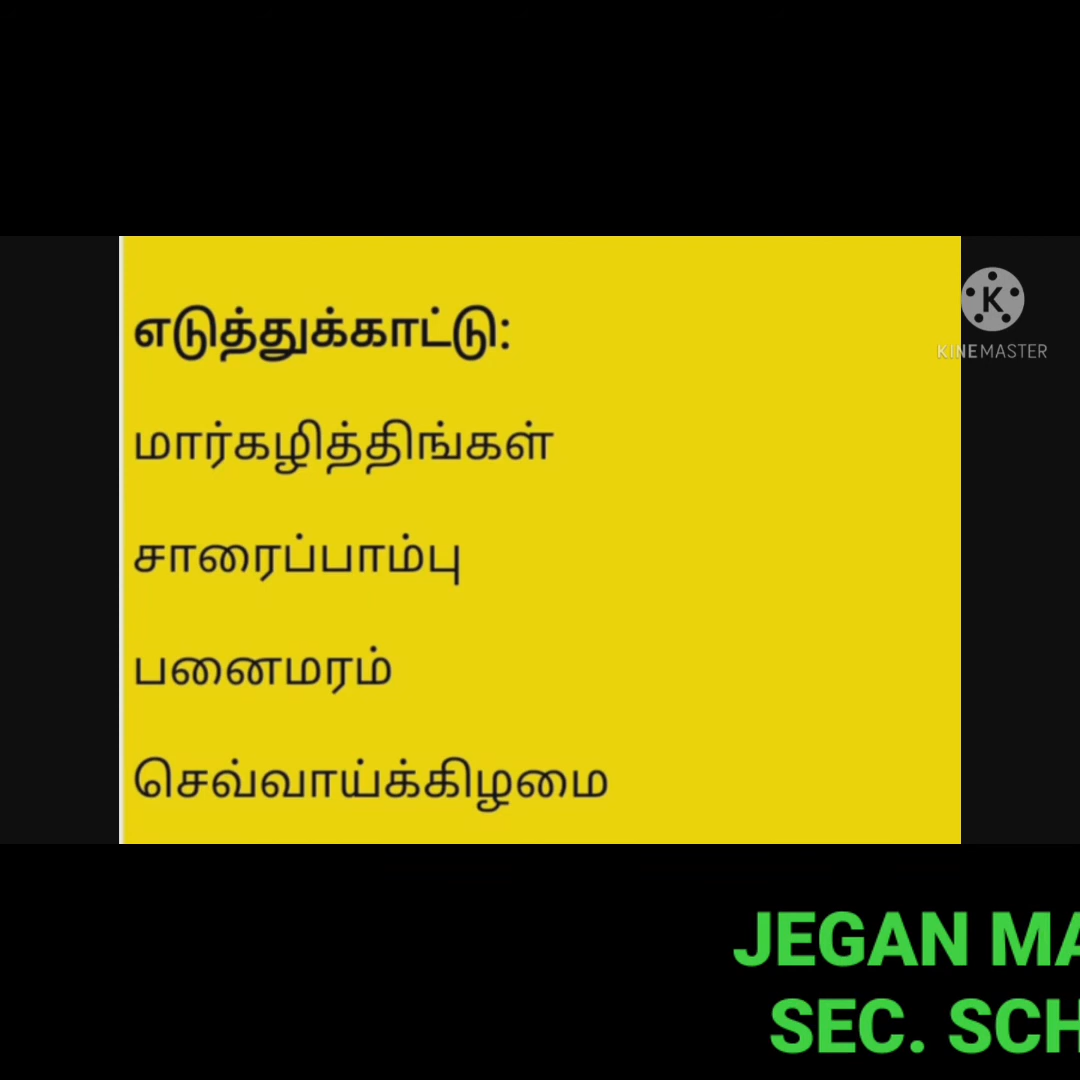 எடுத்துக்காட்டு:
மார்கழித்திங்கள்
சாரைப்பாம்பு
பனைமரம்
செவ்வாய்க்கிழமை
KINEMASTER
JEGAN MA
SEC. SCH